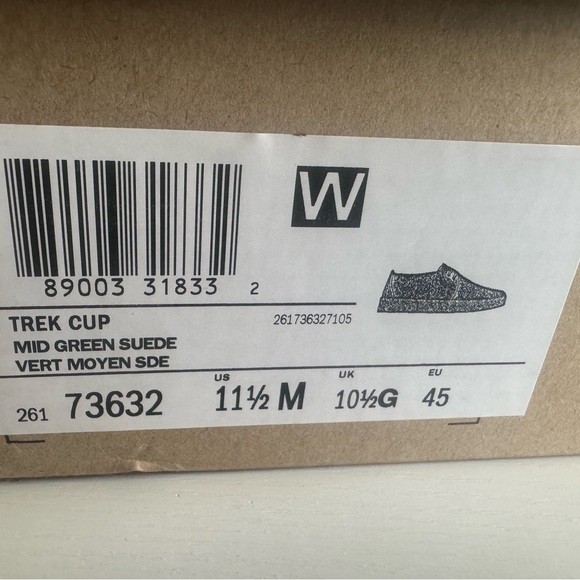 W
89003 31833 2
TREK CUP 261736327105
MID GREEN SUEDE
VERT MOYEN SDE
US UK EU
261 73632 11½ M 10½G 45